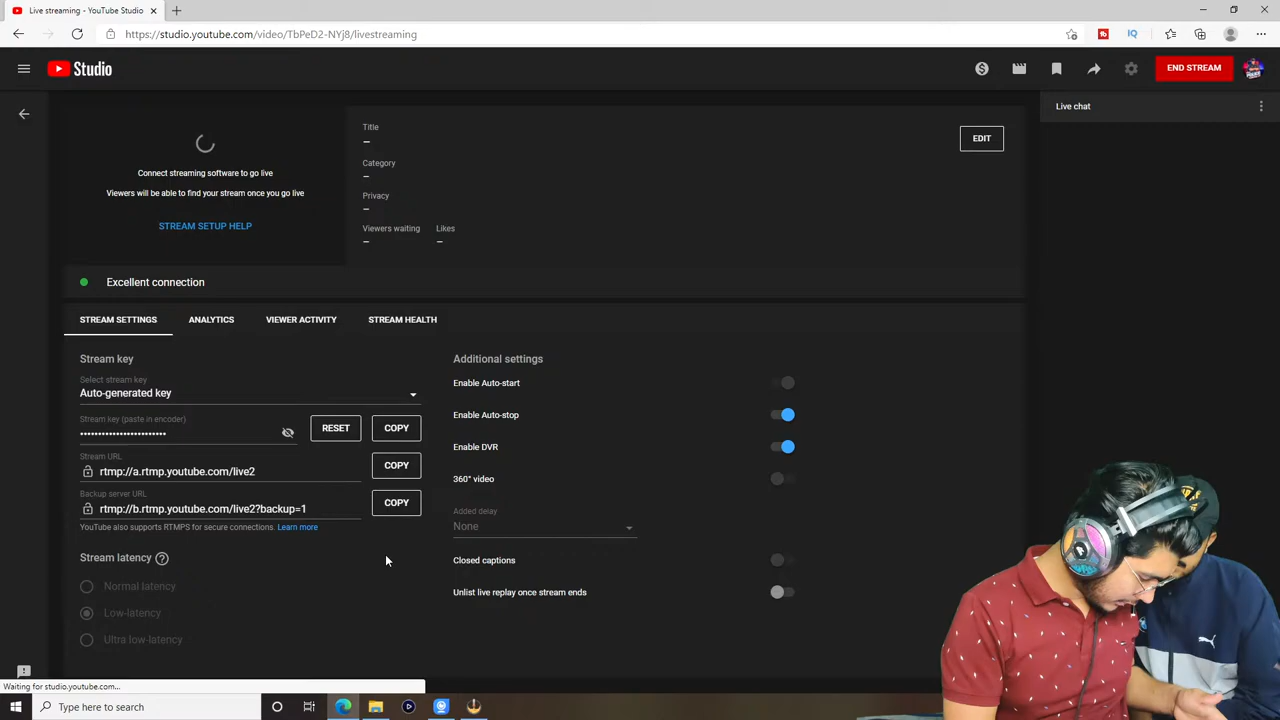 Live streaming - YouTube Studio
https://studio.youtube.com/video/TbPeD2-NYj8/livestreaming
IQ
Studio
END STREAM
Live chat
Connect streaming software to go live
Viewers will be able to find your stream once you go live
STREAM SETUP HELP
Title
–
Category
–
Privacy
–
Viewers waiting Likes
– –
EDIT
Excellent connection
STREAM SETTINGS ANALYTICS VIEWER ACTIVITY STREAM HEALTH
Stream key
Select stream key
Auto-generated key
Stream key (paste in encoder)
••••••••••••••••••••••••
RESET COPY
Stream URL
rtmp://a.rtmp.youtube.com/live2
COPY
Backup server URL
rtmp://b.rtmp.youtube.com/live2?backup=1
COPY
YouTube also supports RTMPS for secure connections. Learn more
Stream latency
Normal latency
Low-latency
Ultra low-latency
Additional settings
Enable Auto-start
Enable Auto-stop
Enable DVR
360° video
Added delay
None
Closed captions
Unlist live replay once stream ends
Waiting for studio.youtube.com...
Type here to search